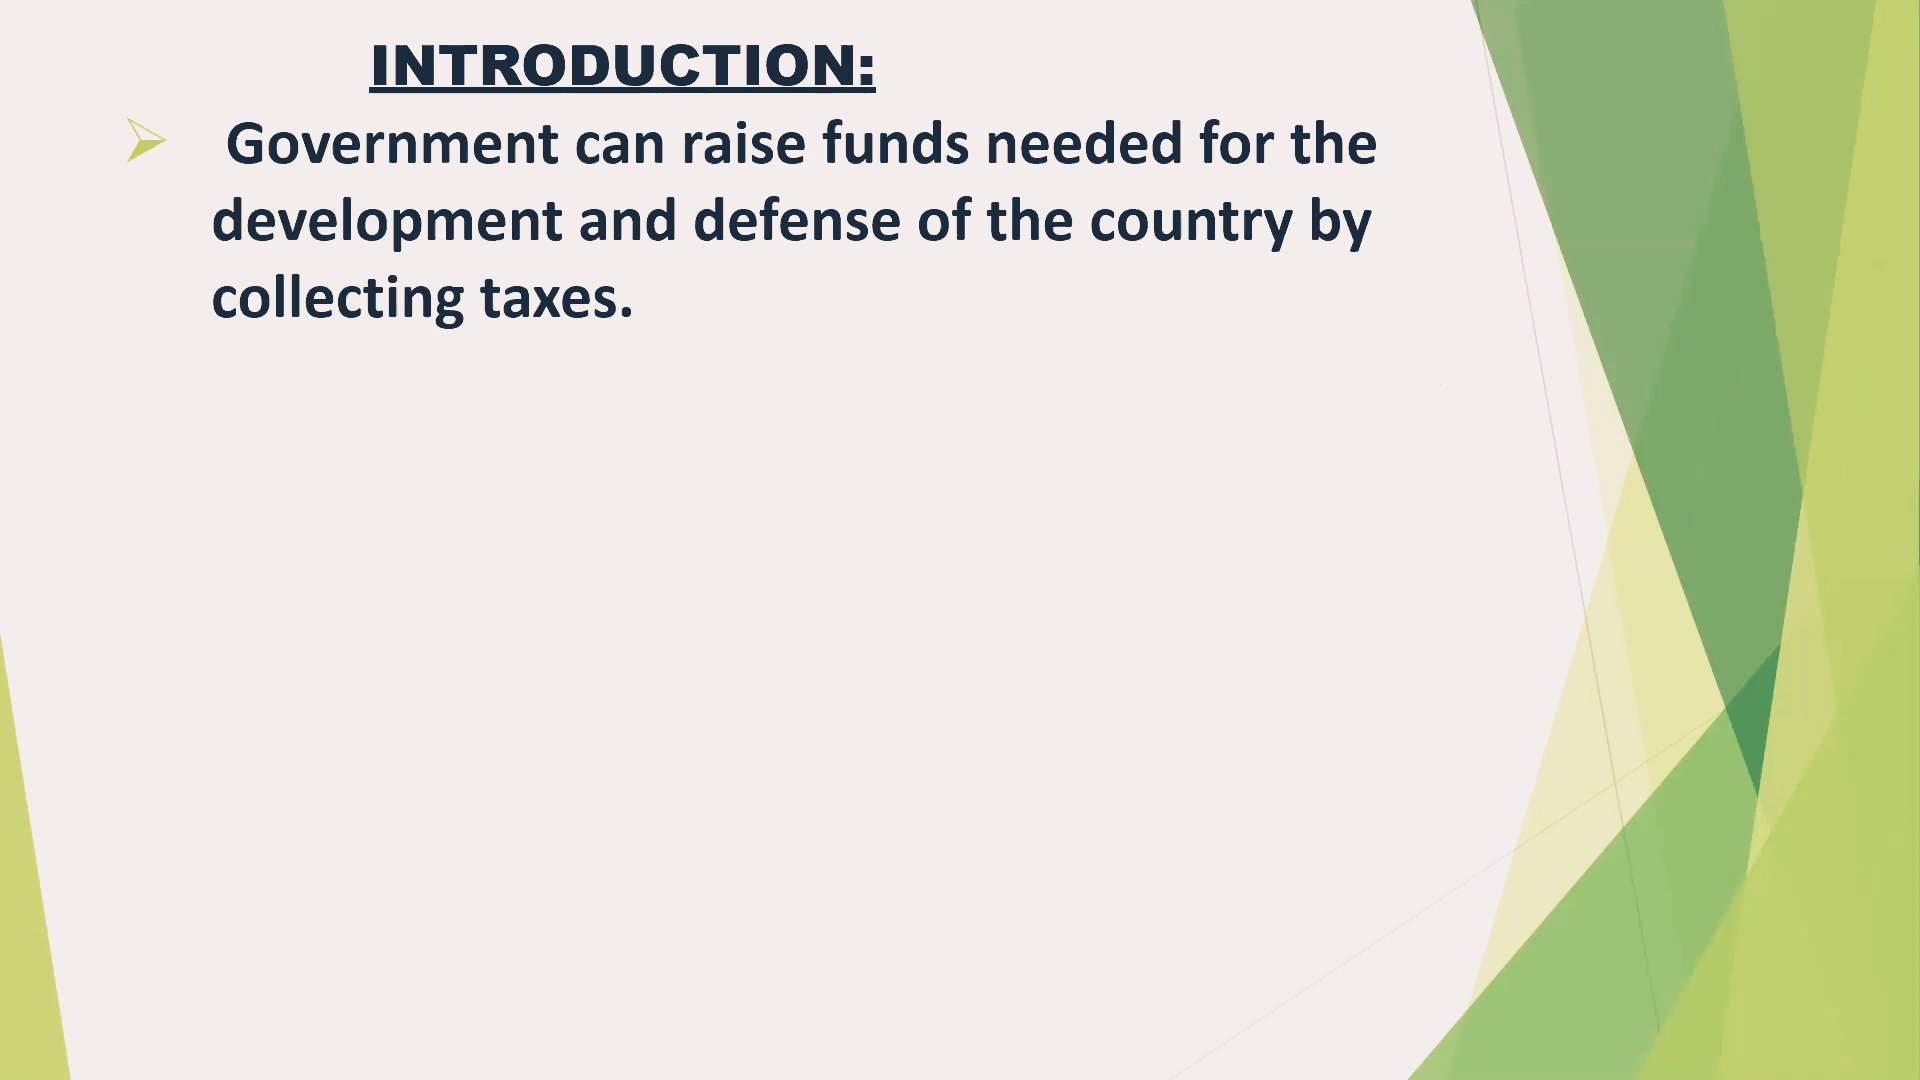 INTRODUCTION:
Government can raise funds needed for the
development and defense of the country by
collecting taxes.